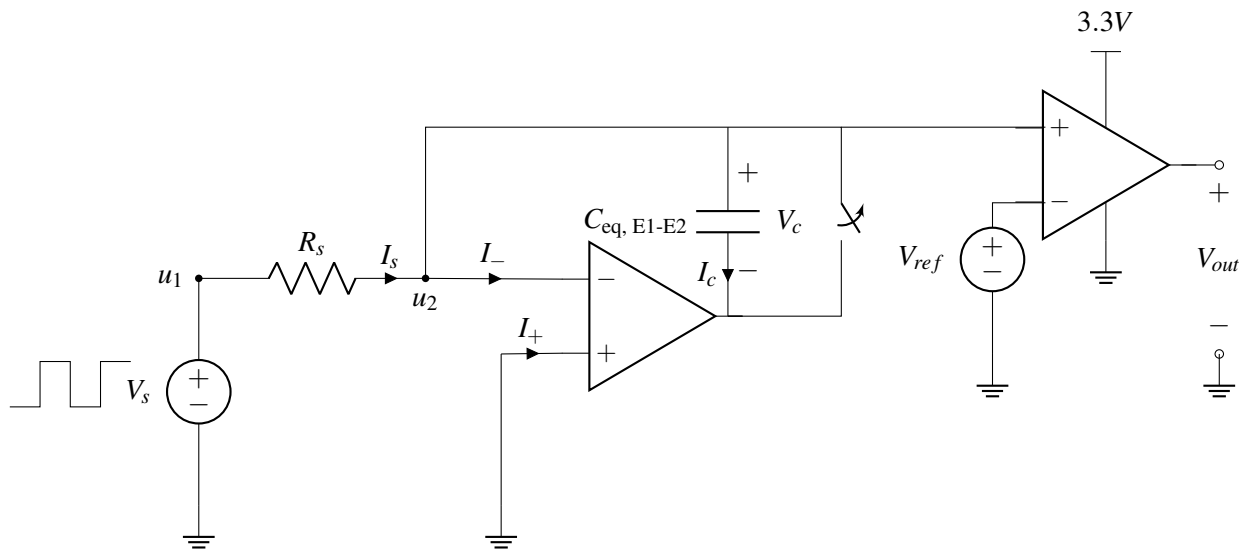 3.3V
+
−
+
−
V_ref
+
V_out
−
+
C_eq, E1-E2
V_c
−
I_c
R_s
I_s
I_−
u_1
u_2
−
I_+
+
V_s
+
−